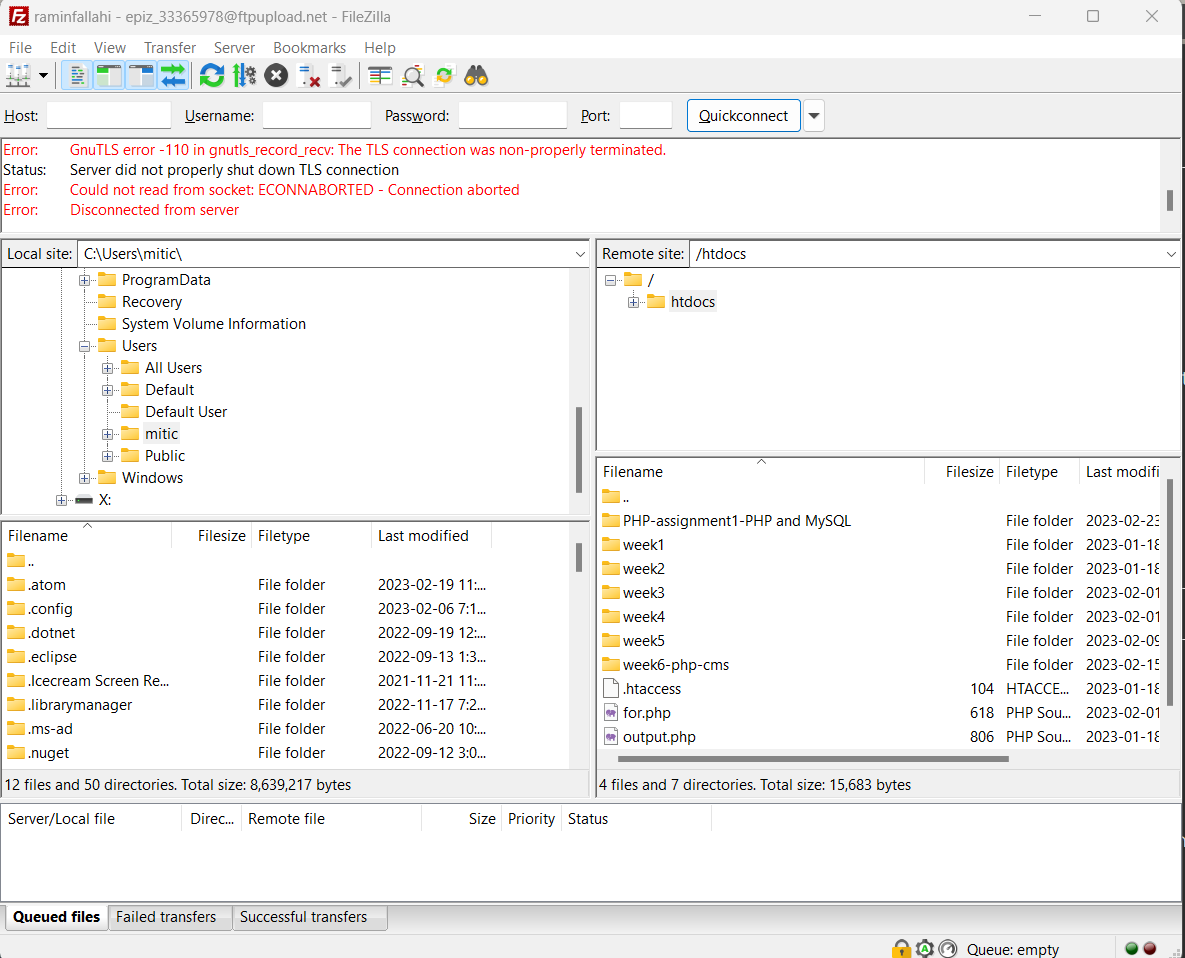 raminfallahi - epiz_33365978@ftpupload.net - FileZilla
File Edit View Transfer Server Bookmarks Help
Host: Username: Password: Port: Quickconnect
Error: GnuTLS error -110 in gnutls_record_recv: The TLS connection was non-properly terminated.
Status: Server did not properly shut down TLS connection
Error: Could not read from socket: ECONNABORTED - Connection aborted
Error: Disconnected from server
Local site: C:\Users\mitic\
ProgramData
Recovery
System Volume Information
Users
All Users
Default
Default User
mitic
Public
Windows
X:
Filename Filesize Filetype Last modified
..
.atom File folder 2023-02-19 11:...
.config File folder 2023-02-06 7:1...
.dotnet File folder 2022-09-19 12:...
.eclipse File folder 2022-09-13 1:3...
.Icecream Screen Re... File folder 2021-11-21 11:...
.librarymanager File folder 2022-11-17 7:2...
.ms-ad File folder 2022-06-20 10:...
.nuget File folder 2022-09-12 3:0...
12 files and 50 directories. Total size: 8,639,217 bytes
Remote site: /htdocs
/
htdocs
Filename Filesize Filetype Last modifi
..
PHP-assignment1-PHP and MySQL File folder 2023-02-23
week1 File folder 2023-01-18
week2 File folder 2023-01-18
week3 File folder 2023-02-01
week4 File folder 2023-02-01
week5 File folder 2023-02-09
week6-php-cms File folder 2023-02-15
.htaccess 104 HTACCE... 2023-01-18
for.php 618 PHP Sou... 2023-02-01
output.php 806 PHP Sou... 2023-01-18
4 files and 7 directories. Total size: 15,683 bytes
Server/Local file Direc... Remote file Size Priority Status
Queued files Failed transfers Successful transfers
Queue: empty